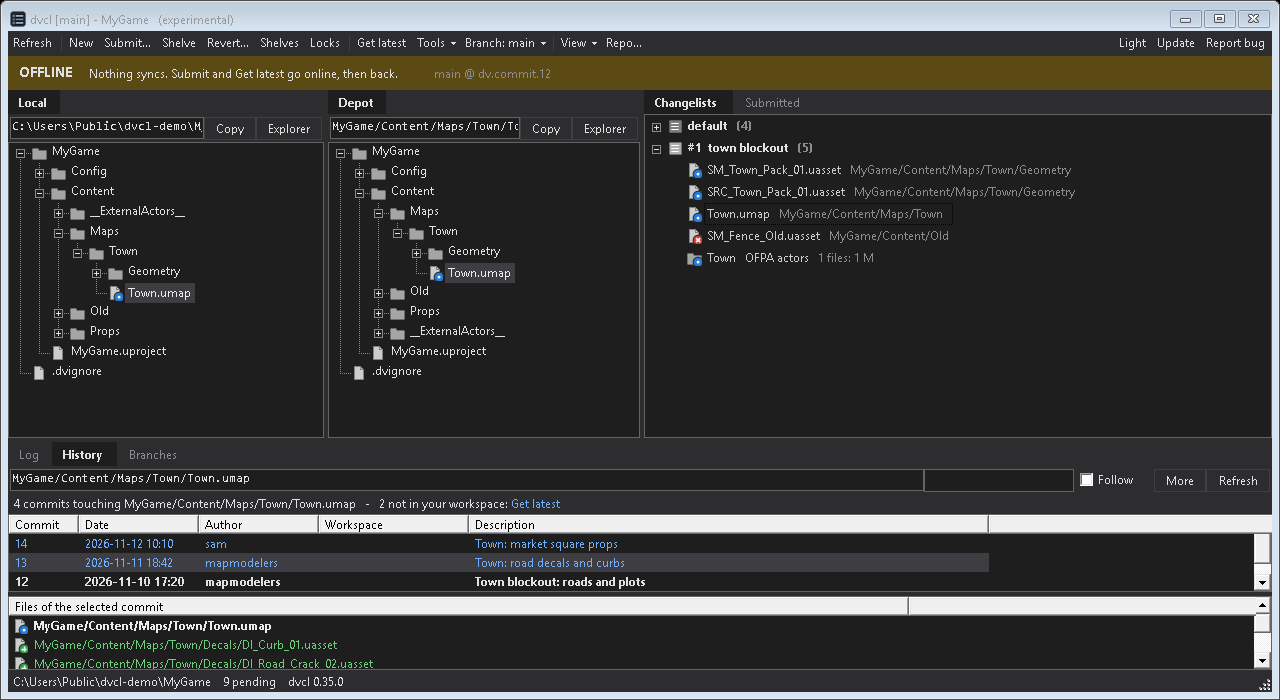 dvcl [main] - MyGame (experimental)
Refresh New Submit... Shelve Revert... Shelves Locks Get latest Tools Branch: main View Repo... Light Update Report bug
OFFLINE Nothing syncs. Submit and Get latest go online, then back. main @ dv.commit.12
Local
C:\Users\Public\dvcl-demo\M Copy Explorer
MyGame
Config
Content
__ExternalActors__
Maps
Town
Geometry
Town.umap
Old
Props
MyGame.uproject
.dvignore
Depot
MyGame/Content/Maps/Town/To Copy Explorer
MyGame
Config
Content
Maps
Town
Geometry
Town.umap
Old
Props
__ExternalActors__
MyGame.uproject
.dvignore
Changelists Submitted
default (4)
#1 town blockout (5)
SM_Town_Pack_01.uasset MyGame/Content/Maps/Town/Geometry
SRC_Town_Pack_01.uasset MyGame/Content/Maps/Town/Geometry
Town.umap MyGame/Content/Maps/Town
SM_Fence_Old.uasset MyGame/Content/Old
Town OFPA actors 1 files: 1 M
Log History Branches
MyGame/Content/Maps/Town/Town.umap Follow More Refresh
4 commits touching MyGame/Content/Maps/Town/Town.umap - 2 not in your workspace: Get latest
Commit Date Author Workspace Description
14 2026-11-12 10:10 sam Town: market square props
13 2026-11-11 18:42 mapmodelers Town: road decals and curbs
12 2026-11-10 17:20 mapmodelers Town blockout: roads and plots
Files of the selected commit
MyGame/Content/Maps/Town/Town.umap
MyGame/Content/Maps/Town/Decals/DI_Curb_01.uasset
MyGame/Content/Maps/Town/Decals/DI_Road_Crack_02.uasset
C:\Users\Public\dvcl-demo\MyGame 9 pending dvcl 0.35.0